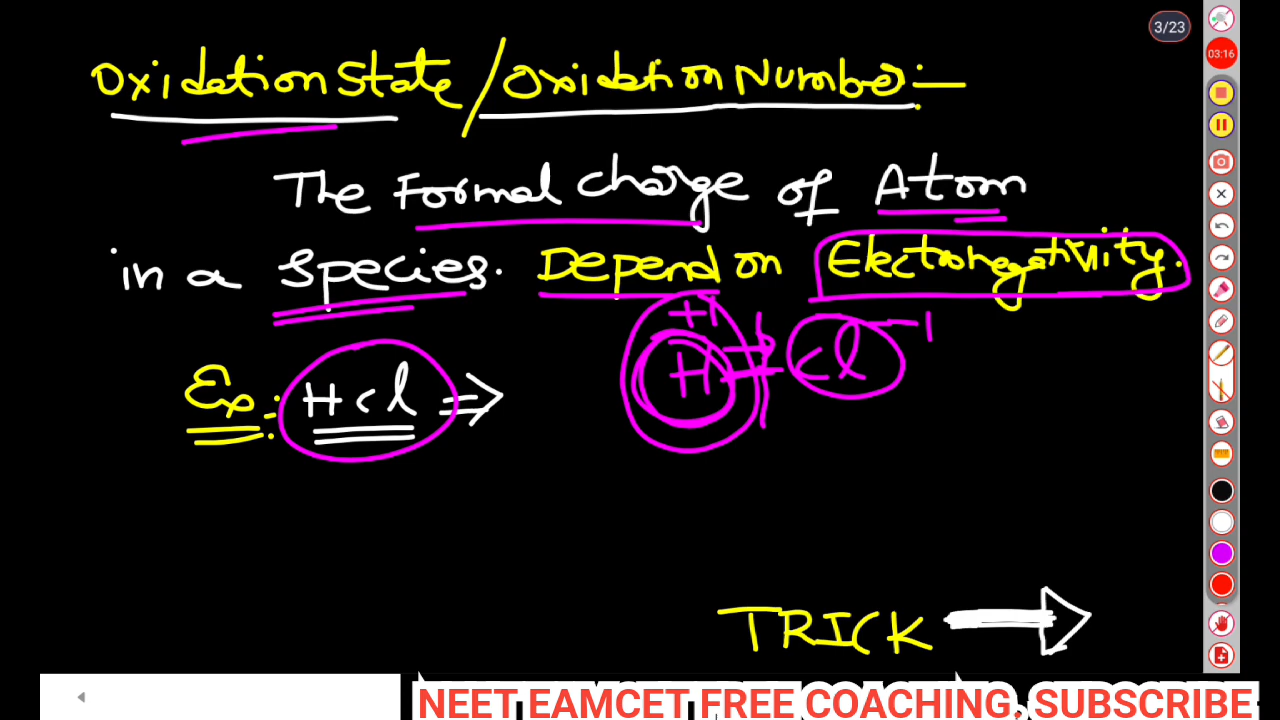 3/23
03:16
Oxidation State / Oxidation Number:—
The Formal charge of Atom
in a Species. Depend on Electronegativity.
+1
H Cl -1
Ex: HCl ⇒
TRICK
NEET EAMCET FREE COACHING, SUBSCRIBE